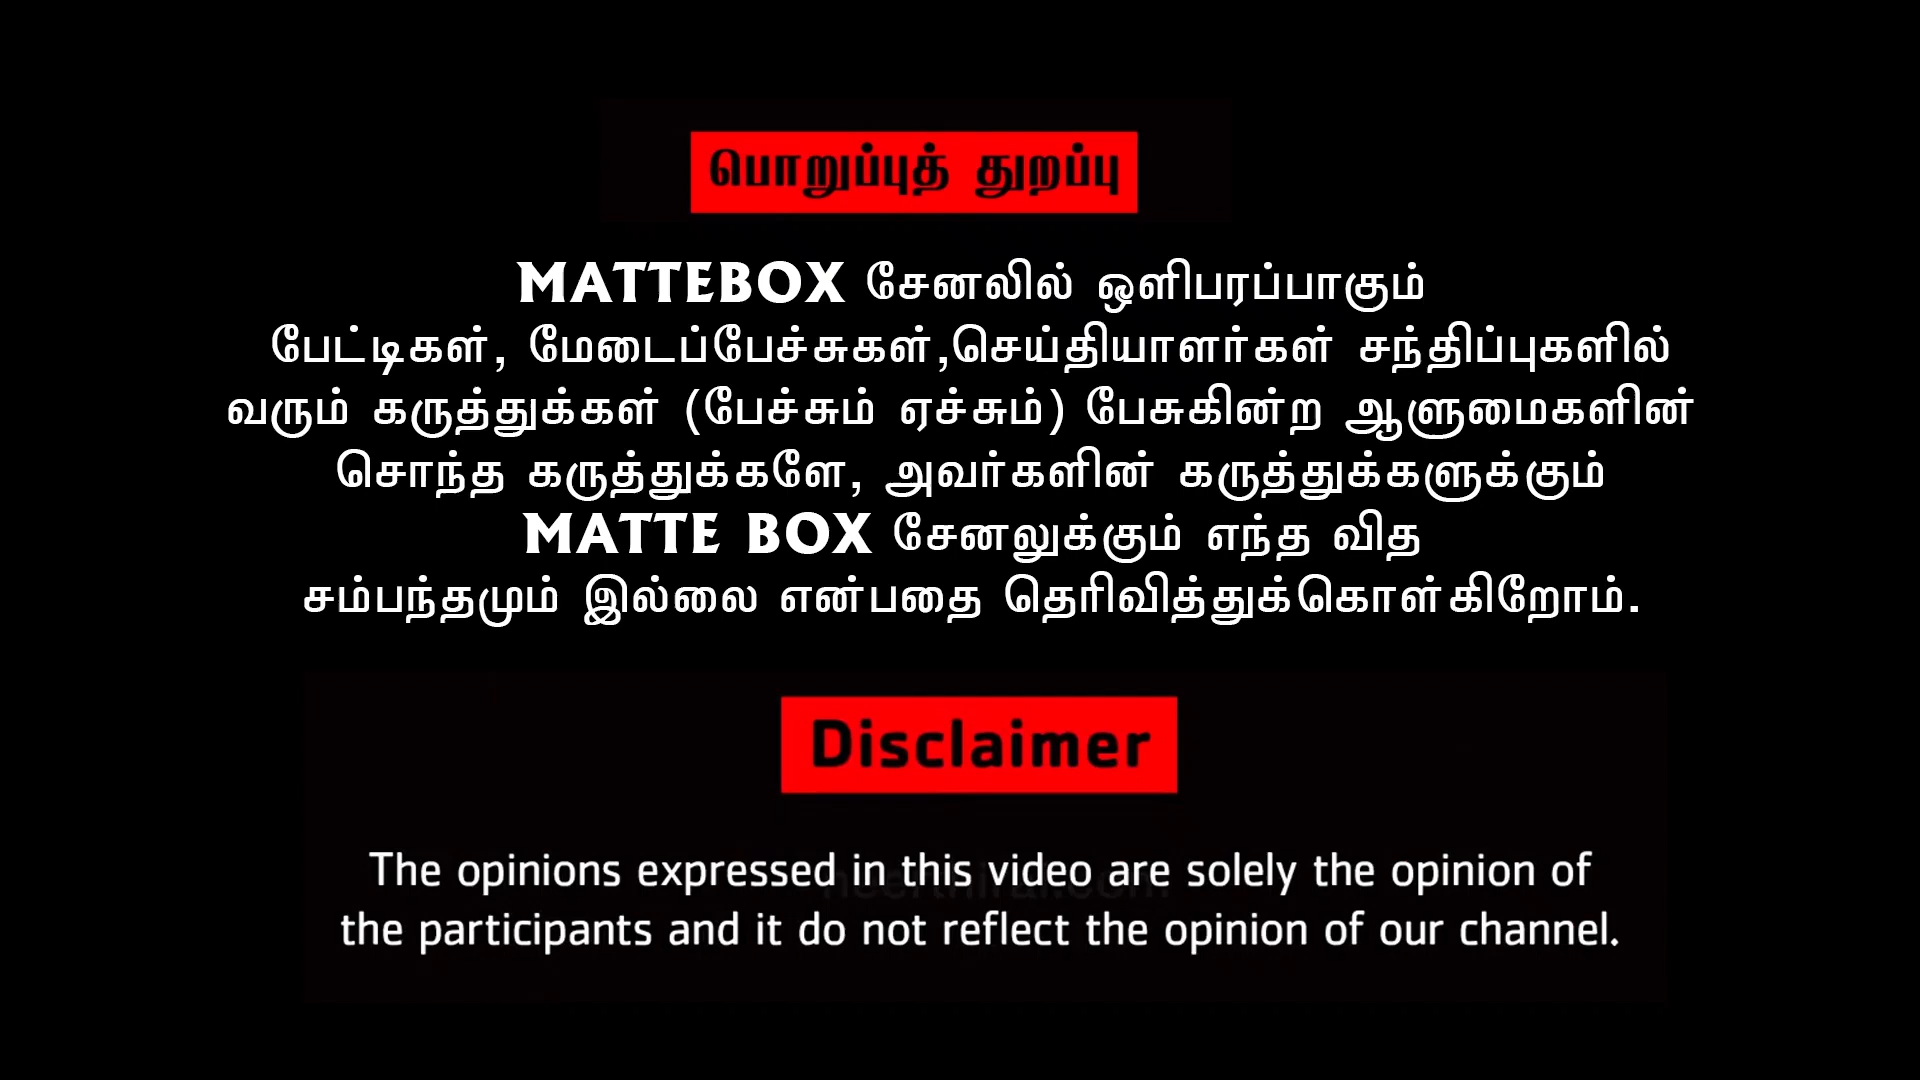 பொறுப்புத் துறப்பு
MATTEBOX சேனலில் ஒளிபரப்பாகும்
பேட்டிகள், மேடைப்பேச்சுகள்,செய்தியாளர்கள் சந்திப்புகளில்
வரும் கருத்துக்கள் (பேச்சும் ஏச்சும்) பேசுகின்ற ஆளுமைகளின்
சொந்த கருத்துக்களே, அவர்களின் கருத்துக்களுக்கும்
MATTE BOX சேனலுக்கும் எந்த வித
சம்பந்தமும் இல்லை என்பதை தெரிவித்துக்கொள்கிறோம்.
Disclaimer
The opinions expressed in this video are solely the opinion of
the participants and it do not reflect the opinion of our channel.